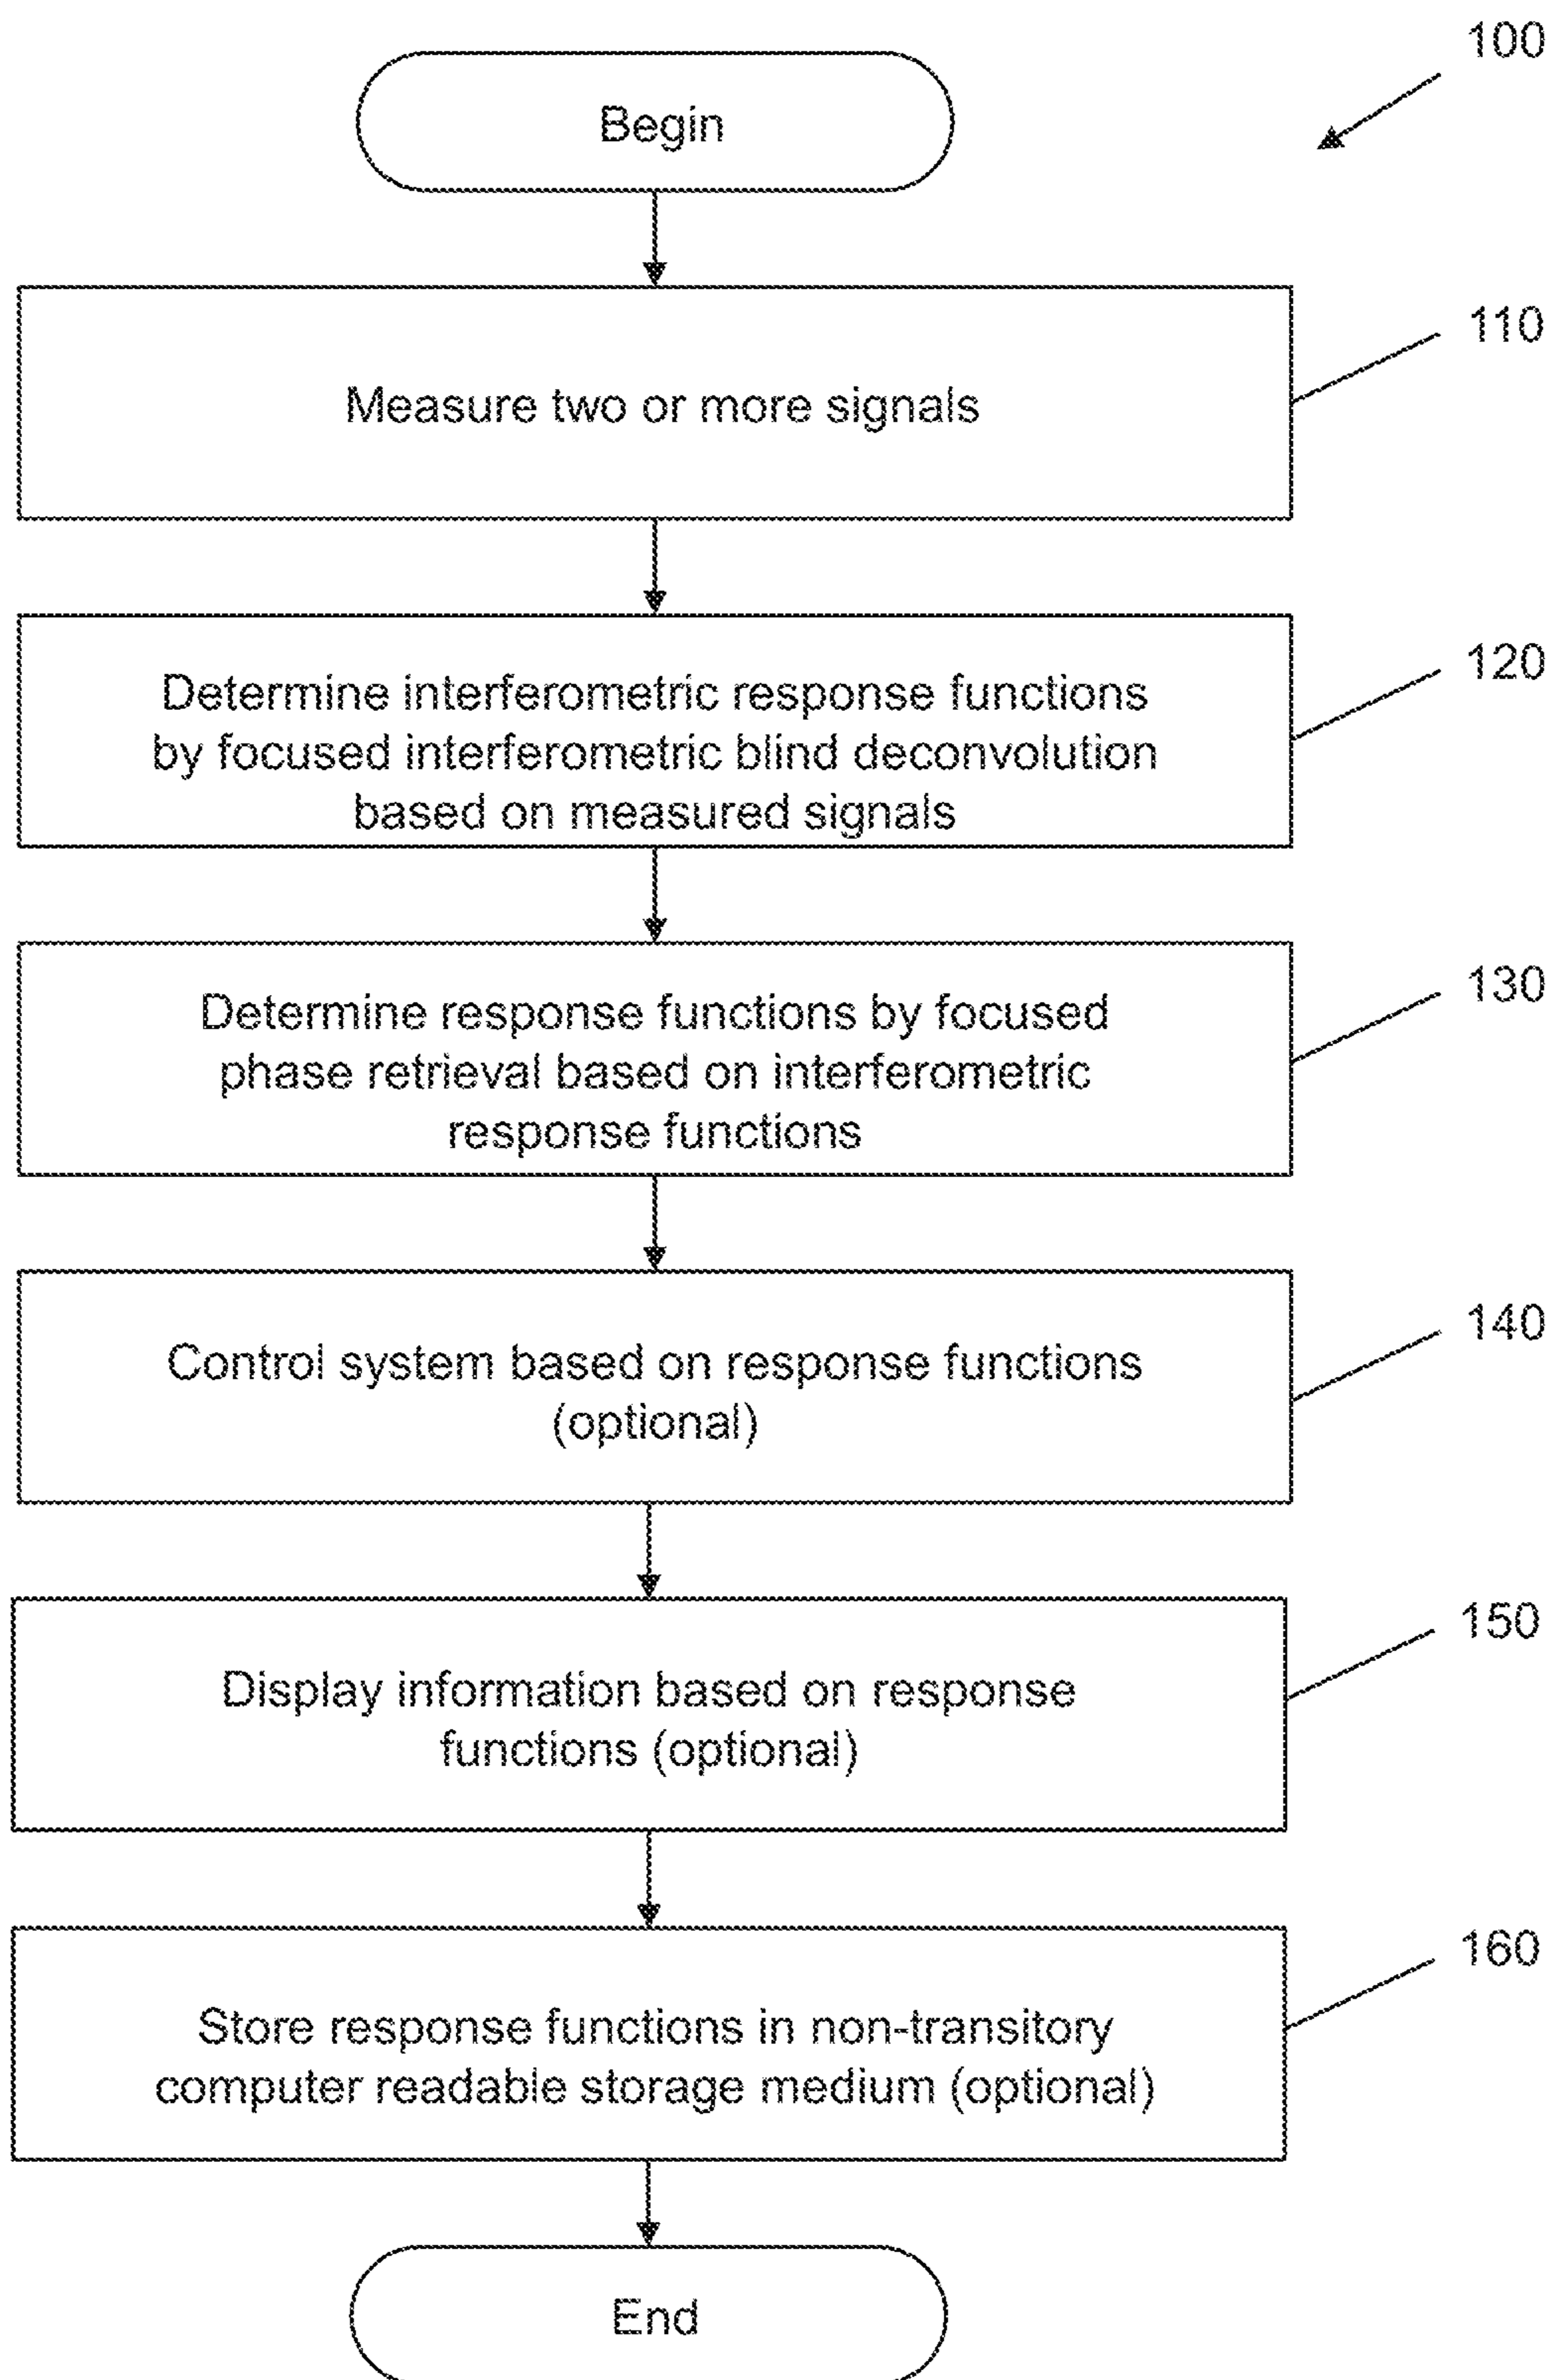 100
Begin
110
Measure two or more signals
120
Determine interferometric response functions
by focused interferometric blind deconvolution
based on measured signals
130
Determine response functions by focused
phase retrieval based on interferometric
response functions
140
Control system based on response functions
(optional)
150
Display information based on response
functions (optional)
160
Store response functions in non-transitory
computer readable storage medium (optional)
End